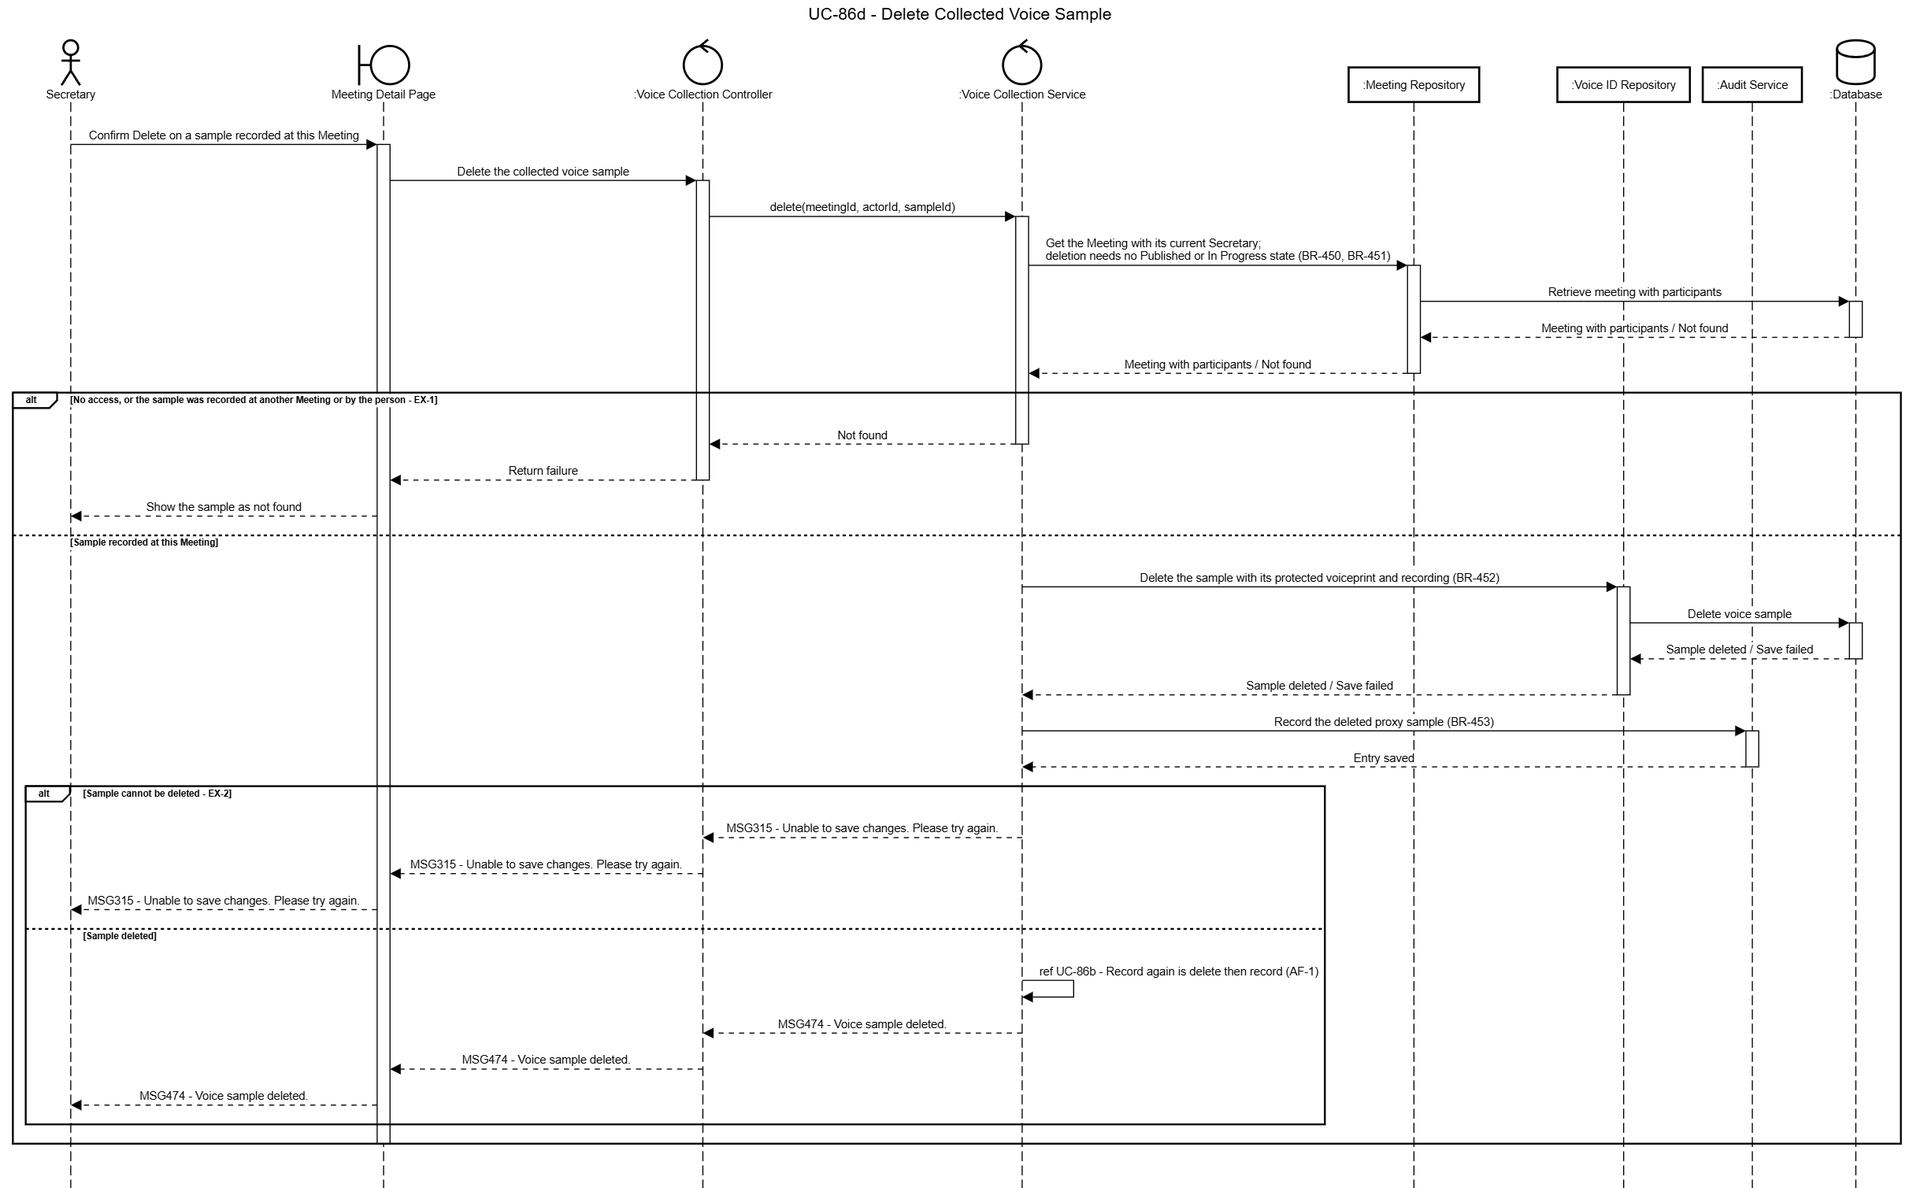 UC-86d - Delete Collected Voice Sample
Secretary
Meeting Detail Page
:Voice Collection Controller
:Voice Collection Service
:Meeting Repository
:Voice ID Repository
:Audit Service
:Database
Confirm Delete on a sample recorded at this Meeting
Delete the collected voice sample
delete(meetingId, actorId, sampleId)
Get the Meeting with its current Secretary;
deletion needs no Published or In Progress state (BR-450, BR-451)
Retrieve meeting with participants
Meeting with participants / Not found
Meeting with participants / Not found
alt
[No access, or the sample was recorded at another Meeting or by the person - EX-1]
Not found
Return failure
Show the sample as not found
[Sample recorded at this Meeting]
Delete the sample with its protected voiceprint and recording (BR-452)
Delete voice sample
Sample deleted / Save failed
Sample deleted / Save failed
Record the deleted proxy sample (BR-453)
Entry saved
alt
[Sample cannot be deleted - EX-2]
MSG315 - Unable to save changes. Please try again.
MSG315 - Unable to save changes. Please try again.
MSG315 - Unable to save changes. Please try again.
[Sample deleted]
ref UC-86b - Record again is delete then record (AF-1)
MSG474 - Voice sample deleted.
MSG474 - Voice sample deleted.
MSG474 - Voice sample deleted.